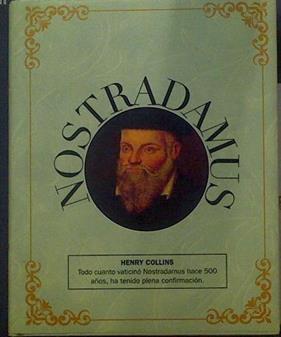 NOSTRADAMUS
HENRY COLLINS
Todo cuanto vaticinó Nostradamus hace 500
años, ha tenido plena confirmación.